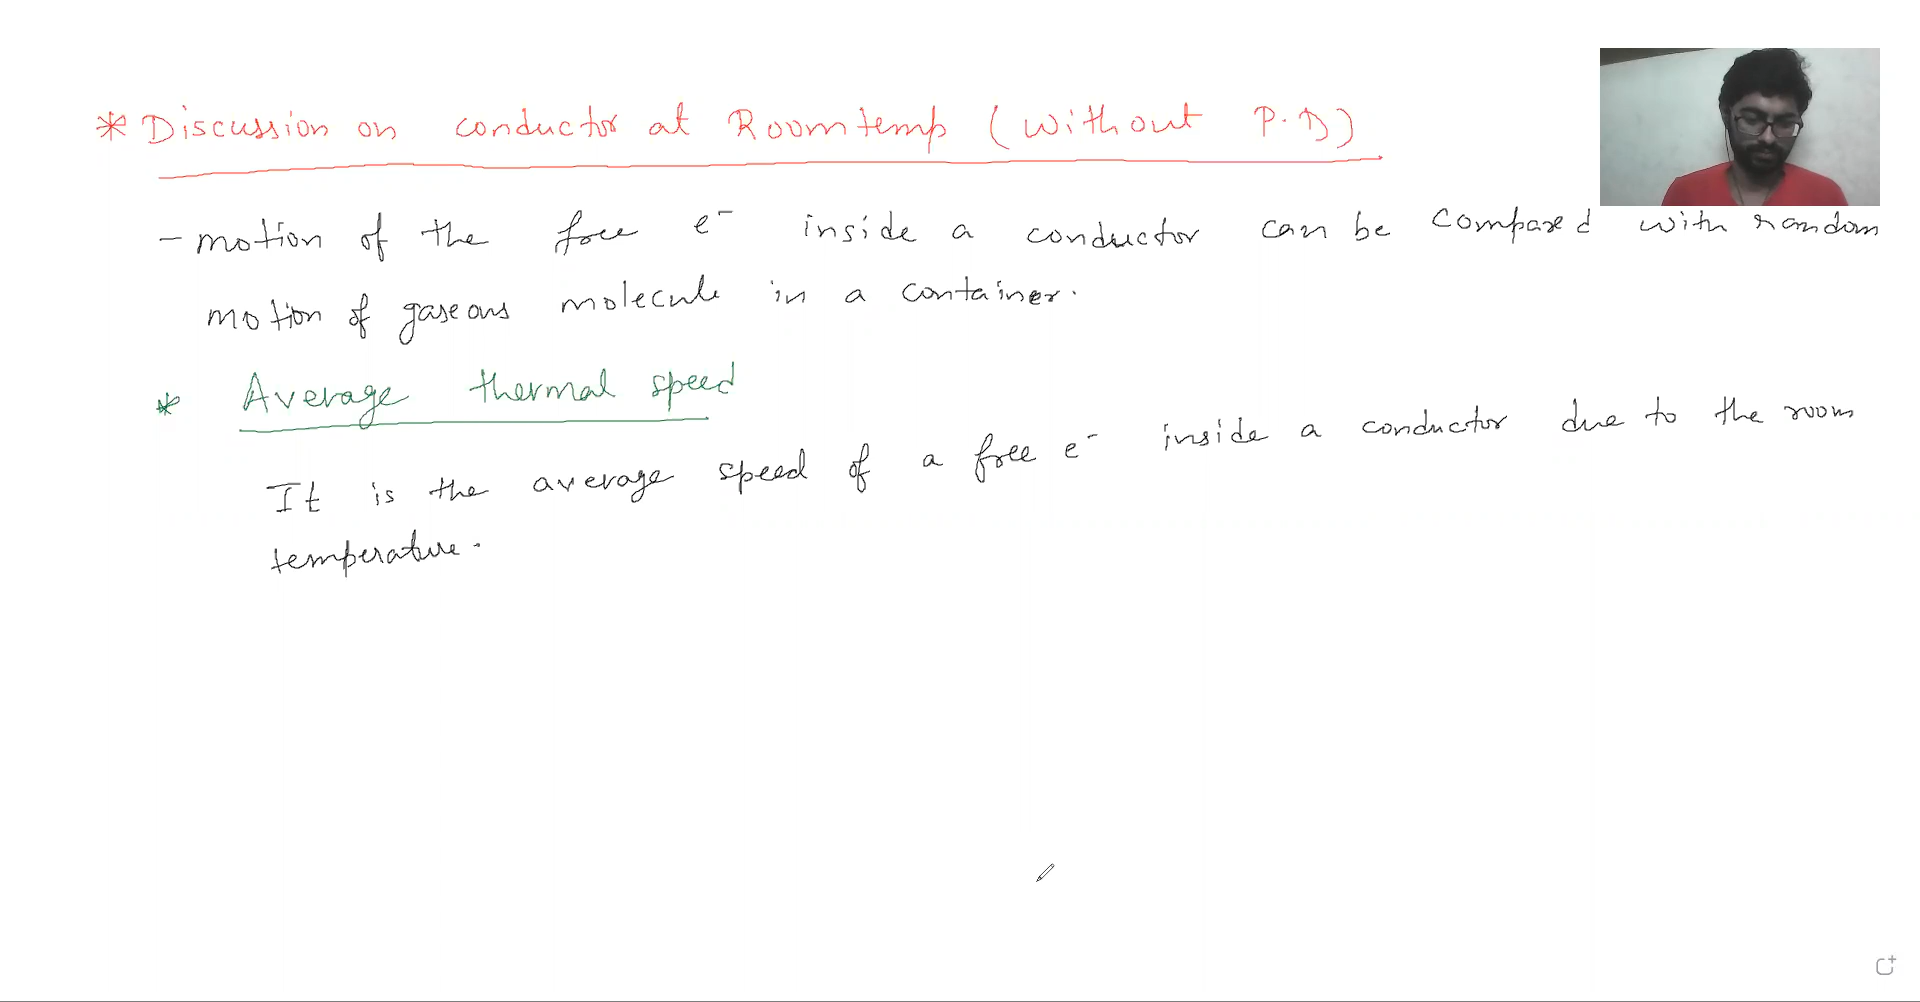 * Discussion on conductor at Room temp (without P.D)
- motion of the free e⁻ inside a conductor can be compared with random
motion of gaseous molecule in a container.
* Average thermal speed
It is the average speed of a free e⁻ inside a conductor due to the room
temperature.